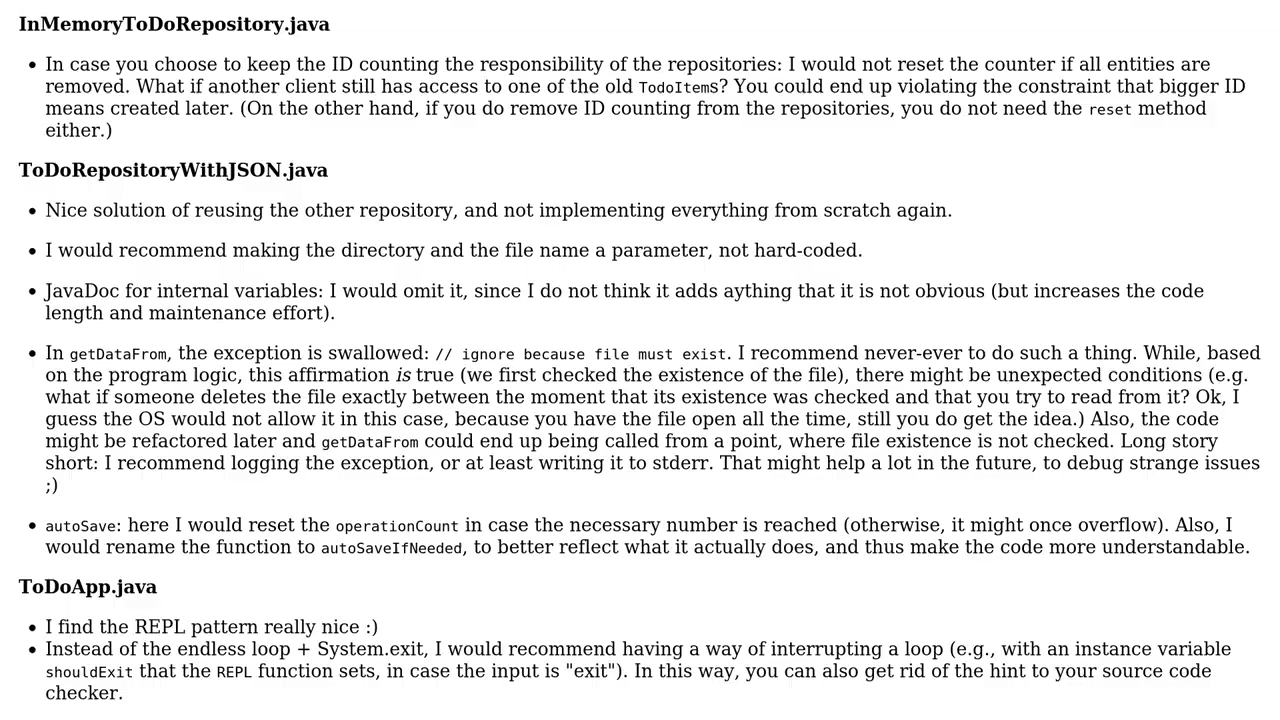 InMemoryToDoRepository.java
• In case you choose to keep the ID counting the responsibility of the repositories: I would not reset the counter if all entities are
removed. What if another client still has access to one of the old TodoItems? You could end up violating the constraint that bigger ID
means created later. (On the other hand, if you do remove ID counting from the repositories, you do not need the reset method
either.)
ToDoRepositoryWithJSON.java
• Nice solution of reusing the other repository, and not implementing everything from scratch again.
• I would recommend making the directory and the file name a parameter, not hard-coded.
• JavaDoc for internal variables: I would omit it, since I do not think it adds aything that it is not obvious (but increases the code
length and maintenance effort).
• In getDataFrom, the exception is swallowed: // ignore because file must exist. I recommend never-ever to do such a thing. While, based
on the program logic, this affirmation is true (we first checked the existence of the file), there might be unexpected conditions (e.g.
what if someone deletes the file exactly between the moment that its existence was checked and that you try to read from it? Ok, I
guess the OS would not allow it in this case, because you have the file open all the time, still you do get the idea.) Also, the code
might be refactored later and getDataFrom could end up being called from a point, where file existence is not checked. Long story
short: I recommend logging the exception, or at least writing it to stderr. That might help a lot in the future, to debug strange issues
;)
• autoSave: here I would reset the operationCount in case the necessary number is reached (otherwise, it might once overflow). Also, I
would rename the function to autoSaveIfNeeded, to better reflect what it actually does, and thus make the code more understandable.
ToDoApp.java
• I find the REPL pattern really nice :)
• Instead of the endless loop + System.exit, I would recommend having a way of interrupting a loop (e.g., with an instance variable
shouldExit that the REPL function sets, in case the input is "exit"). In this way, you can also get rid of the hint to your source code
checker.